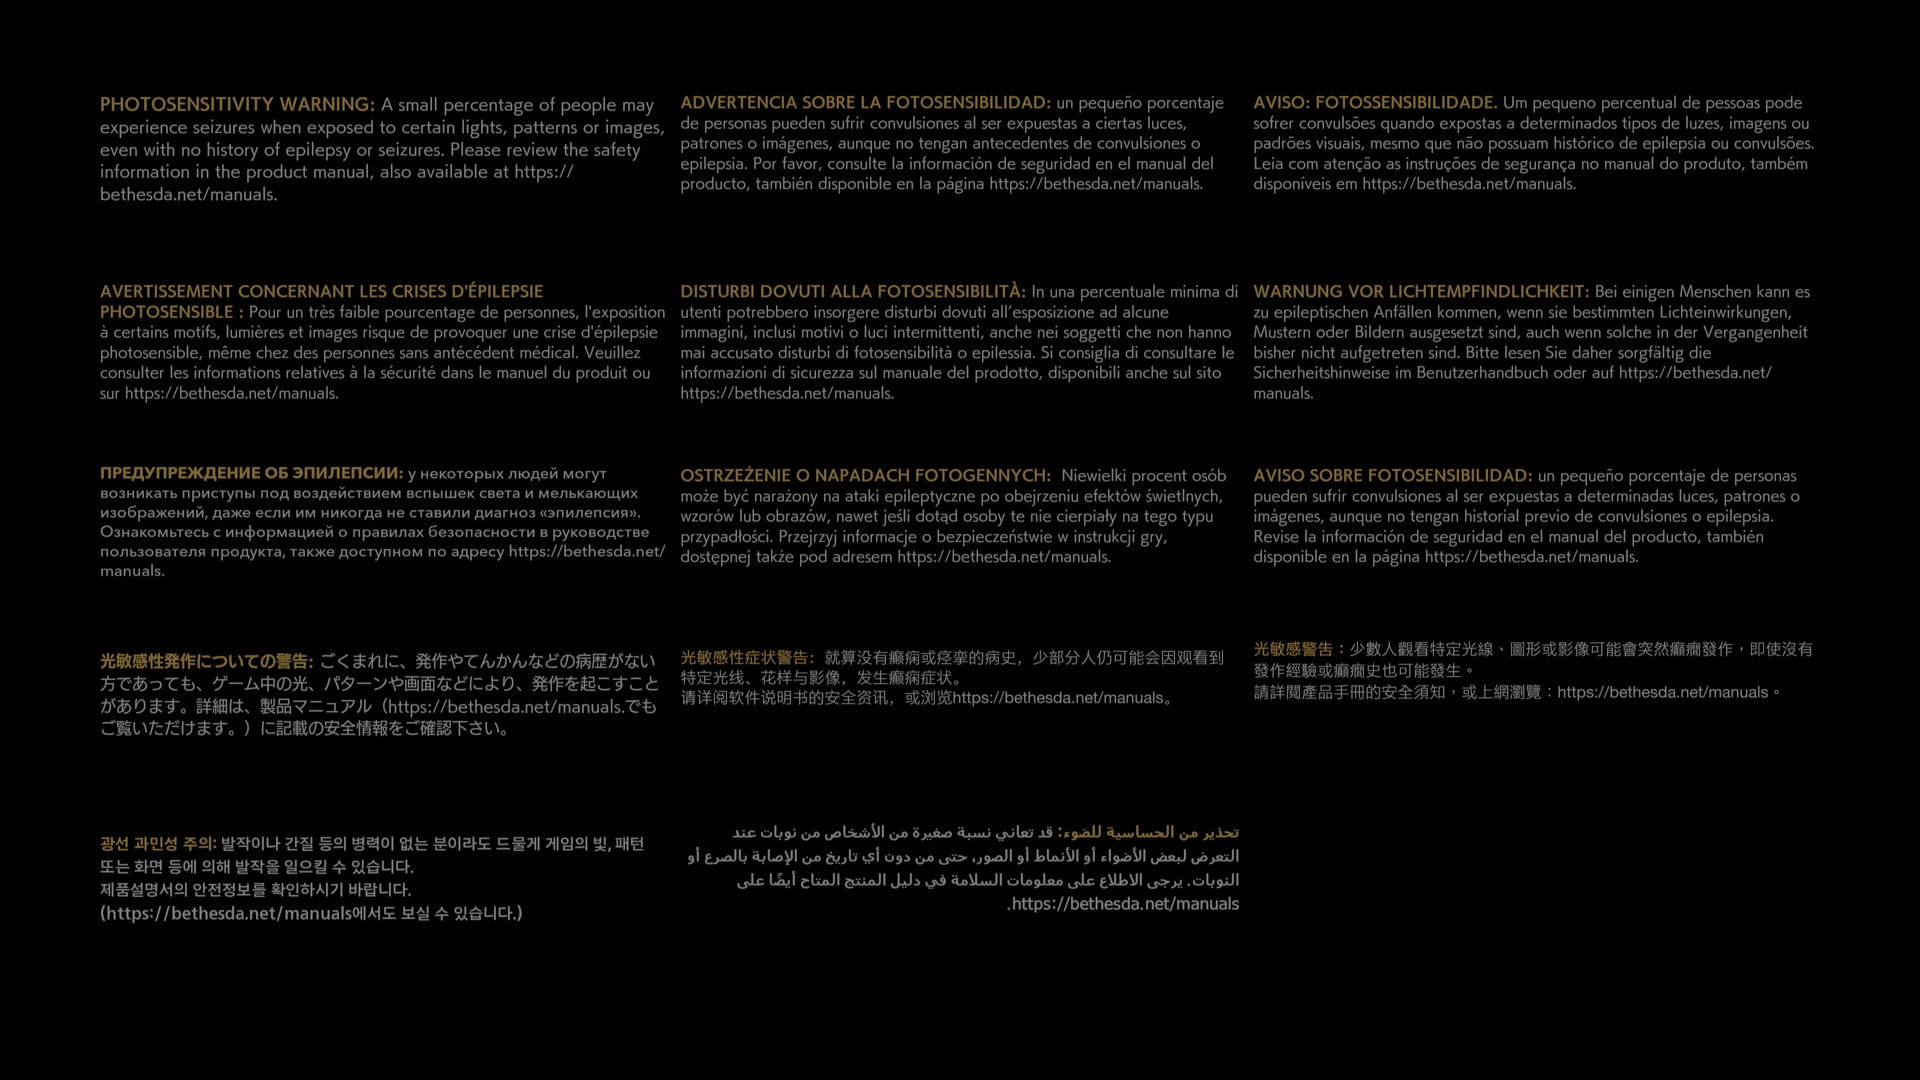 PHOTOSENSITIVITY WARNING: A small percentage of people may
experience seizures when exposed to certain lights, patterns or images,
even with no history of epilepsy or seizures. Please review the safety
information in the product manual, also available at https://
bethesda.net/manuals.
ADVERTENCIA SOBRE LA FOTOSENSIBILIDAD: un pequeño porcentaje
de personas pueden sufrir convulsiones al ser expuestas a ciertas luces,
patrones o imágenes, aunque no tengan antecedentes de convulsiones o
epilepsia. Por favor, consulte la información de seguridad en el manual del
producto, también disponible en la página https://bethesda.net/manuals.
AVISO: FOTOSSENSIBILIDADE. Um pequeno percentual de pessoas pode
sofrer convulsões quando expostas a determinados tipos de luzes, imagens ou
padrões visuais, mesmo que não possuam histórico de epilepsia ou convulsões.
Leia com atenção as instruções de segurança no manual do produto, também
disponíveis em https://bethesda.net/manuals.
AVERTISSEMENT CONCERNANT LES CRISES D'ÉPILEPSIE
PHOTOSENSIBLE : Pour un très faible pourcentage de personnes, l'exposition
à certains motifs, lumières et images risque de provoquer une crise d'épilepsie
photosensible, même chez des personnes sans antécédent médical. Veuillez
consulter les informations relatives à la sécurité dans le manuel du produit ou
sur https://bethesda.net/manuals.
DISTURBI DOVUTI ALLA FOTOSENSIBILITÀ: In una percentuale minima di
utenti potrebbero insorgere disturbi dovuti all’esposizione ad alcune
immagini, inclusi motivi o luci intermittenti, anche nei soggetti che non hanno
mai accusato disturbi di fotosensibilità o epilessia. Si consiglia di consultare le
informazioni di sicurezza sul manuale del prodotto, disponibili anche sul sito
https://bethesda.net/manuals.
WARNUNG VOR LICHTEMPFINDLICHKEIT: Bei einigen Menschen kann es
zu epileptischen Anfällen kommen, wenn sie bestimmten Lichteinwirkungen,
Mustern oder Bildern ausgesetzt sind, auch wenn solche in der Vergangenheit
bisher nicht aufgetreten sind. Bitte lesen Sie daher sorgfältig die
Sicherheitshinweise im Benutzerhandbuch oder auf https://bethesda.net/
manuals.
ПРЕДУПРЕЖДЕНИЕ ОБ ЭПИЛЕПСИИ: у некоторых людей могут
возникать приступы под воздействием вспышек света и мелькающих
изображений, даже если им никогда не ставили диагноз «эпилепсия».
Ознакомьтесь с информацией о правилах безопасности в руководстве
пользователя продукта, также доступном по адресу https://bethesda.net/
manuals.
OSTRZEŻENIE O NAPADACH FOTOGENNYCH: Niewielki procent osób
może być narażony na ataki epileptyczne po obejrzeniu efektów świetlnych,
wzorów lub obrazów, nawet jeśli dotąd osoby te nie cierpiały na tego typu
przypadłości. Przejrzyj informacje o bezpieczeństwie w instrukcji gry,
dostępnej także pod adresem https://bethesda.net/manuals.
AVISO SOBRE FOTOSENSIBILIDAD: un pequeño porcentaje de personas
pueden sufrir convulsiones al ser expuestas a determinadas luces, patrones o
imágenes, aunque no tengan historial previo de convulsiones o epilepsia.
Revise la información de seguridad en el manual del producto, también
disponible en la página https://bethesda.net/manuals.
光敏感性発作についての警告: ごくまれに、発作やてんかんなどの病歴がない
方であっても、ゲーム中の光、パターンや画面などにより、発作を起こすこと
があります。詳細は、製品マニュアル（https://bethesda.net/manuals.でも
ご覧いただけます。）に記載の安全情報をご確認下さい。
光敏感性症状警告：就算没有癫痫或痉挛的病史，少部分人仍可能会因观看到
特定光线、花样与影像，发生癫痫症状。
请详阅软件说明书的安全资讯，或浏览https://bethesda.net/manuals。
光敏感警告：少數人觀看特定光線、圖形或影像可能會突然癲癇發作，即使沒有
發作經驗或癲癇史也可能發生。
請詳閱產品手冊的安全須知，或上網瀏覽：https://bethesda.net/manuals。
광선 과민성 주의: 발작이나 간질 등의 병력이 없는 분이라도 드물게 게임의 빛, 패턴
또는 화면 등에 의해 발작을 일으킬 수 있습니다.
제품설명서의 안전정보를 확인하시기 바랍니다.
(https://bethesda.net/manuals에서도 보실 수 있습니다.)
تحذير من الحساسية للضوء: قد تعاني نسبة صغيرة من الأشخاص من نوبات عند
التعرض لبعض الأضواء أو الأنماط أو الصور، حتى من دون أي تاريخ من الإصابة بالصرع أو
النوبات. يرجى الاطلاع على معلومات السلامة في دليل المنتج المتاح أيضًا على
https://bethesda.net/manuals.